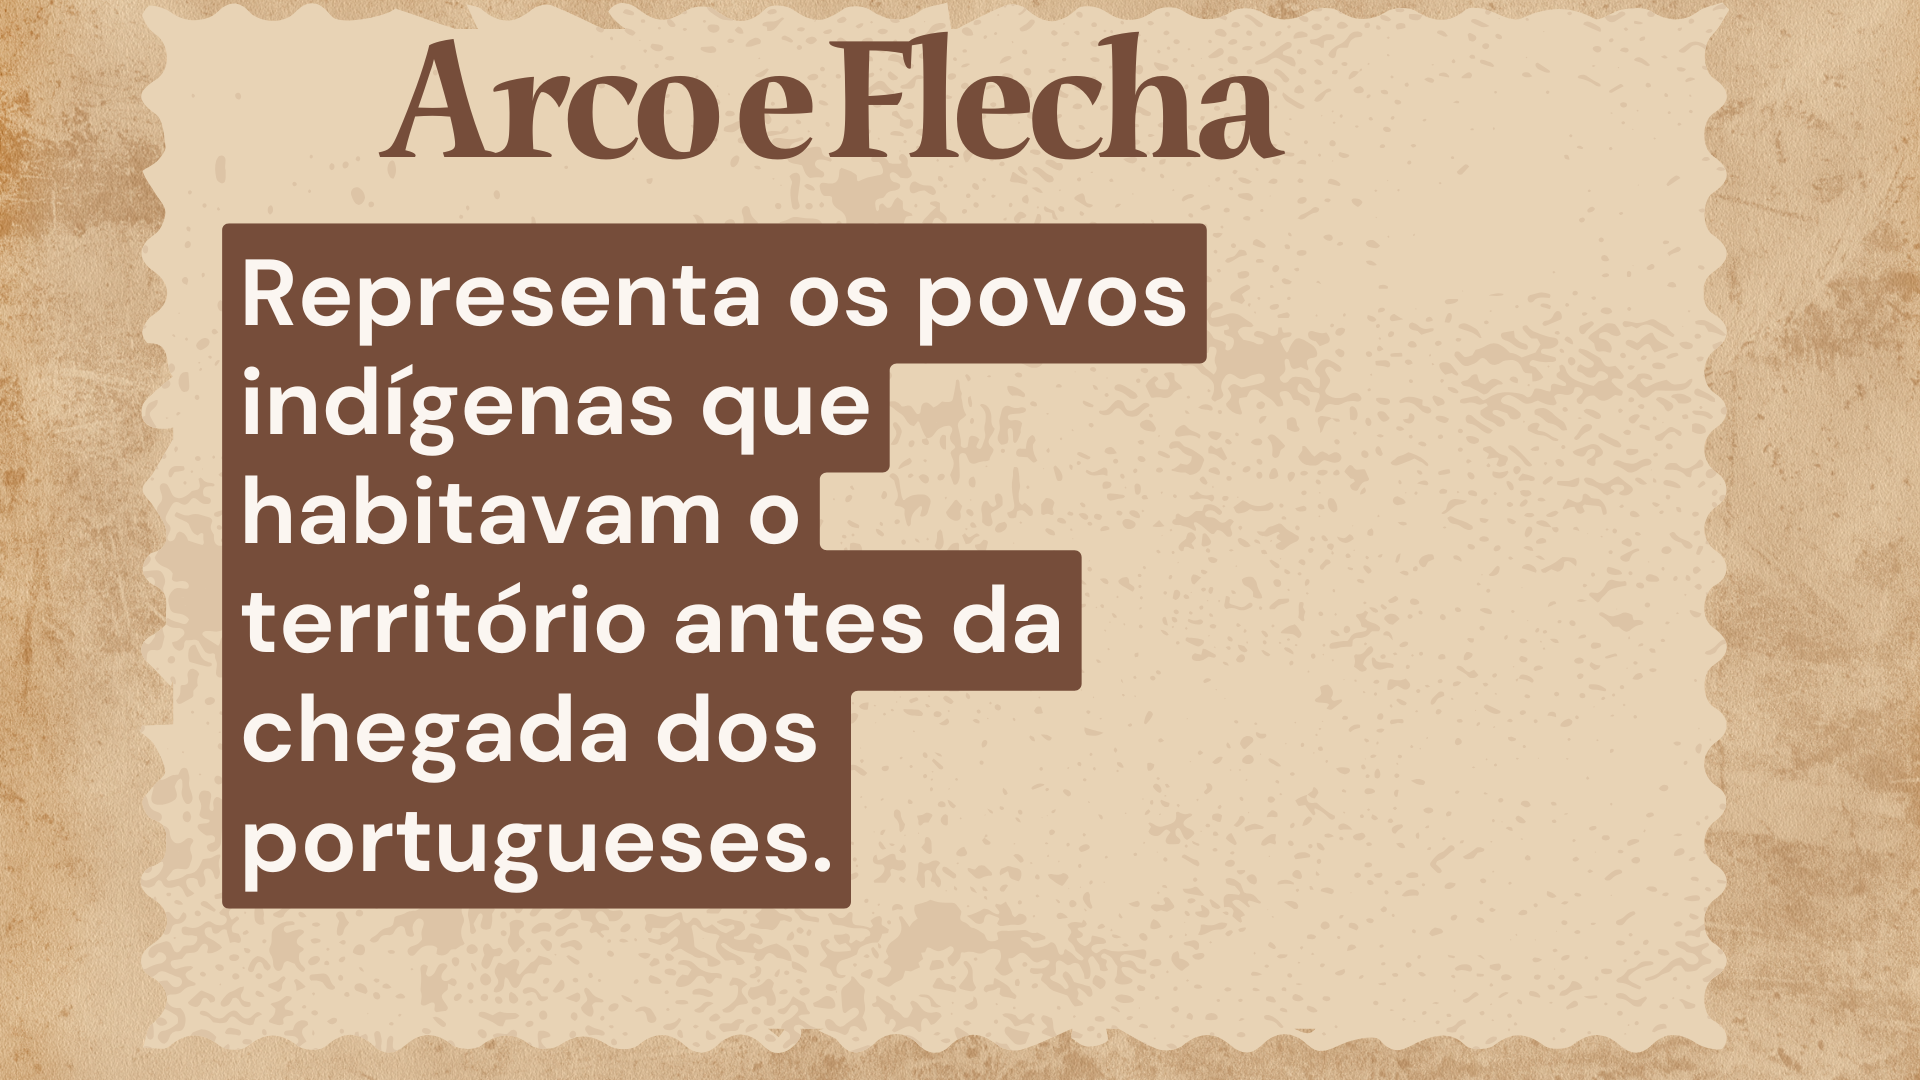 Arco e Flecha
Representa os povos
indígenas que
habitavam o
território antes da
chegada dos
portugueses.